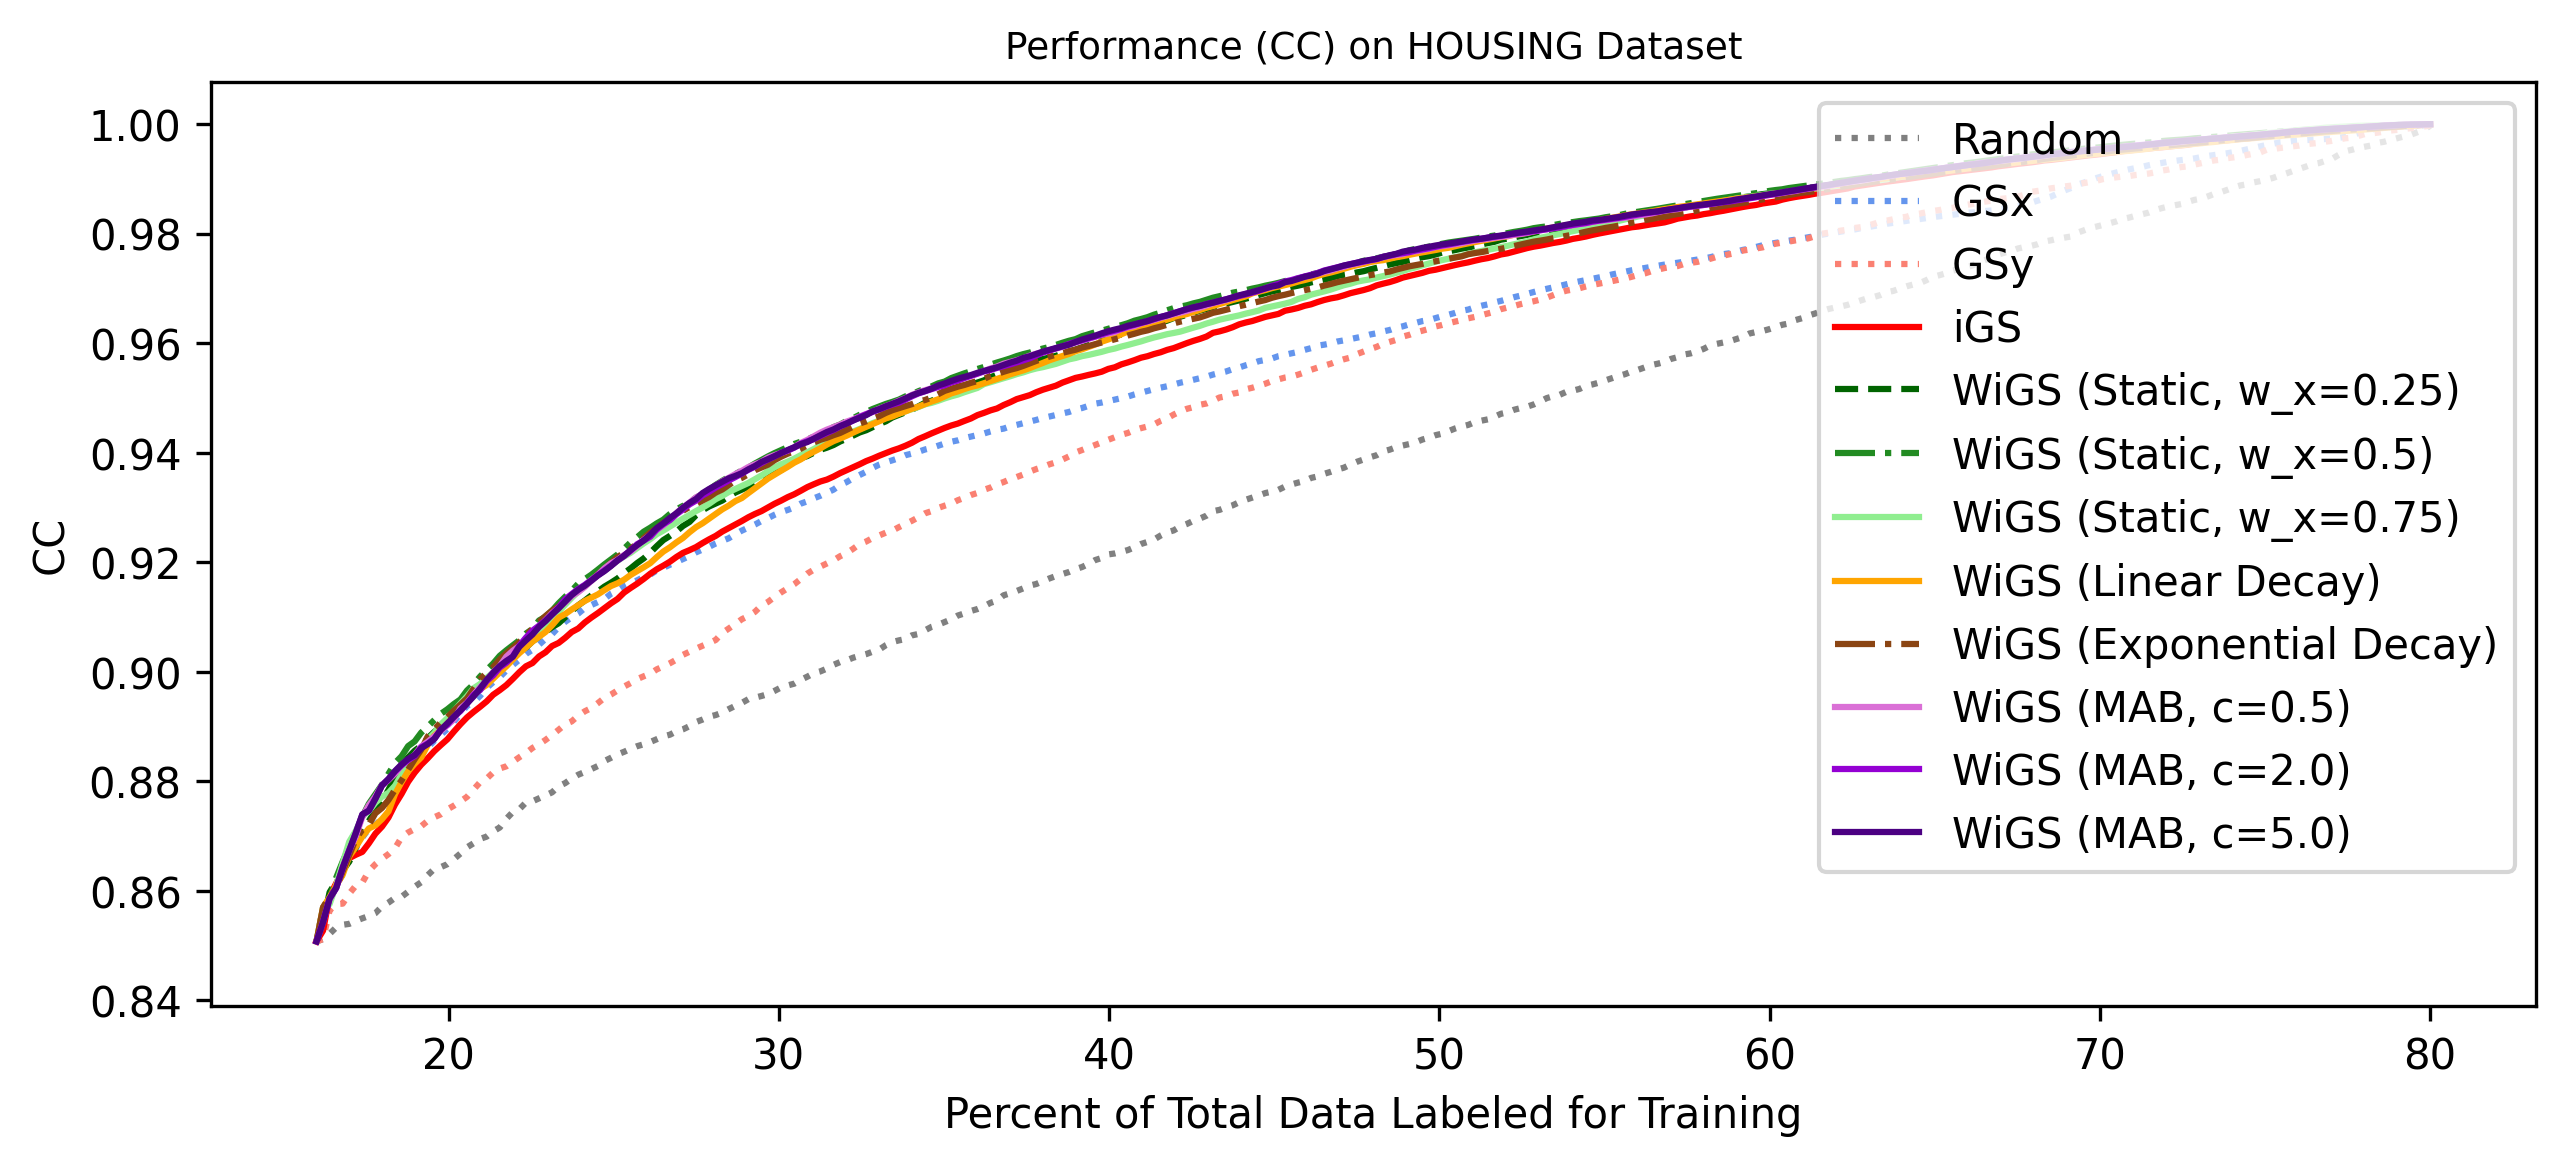 Performance (CC) on HOUSING Dataset
CC
1.00
0.98
0.96
0.94
0.92
0.90
0.88
0.86
0.84
Random
GSx
GSy
iGS
WiGS (Static, w_x=0.25)
WiGS (Static, w_x=0.5)
WiGS (Static, w_x=0.75)
WiGS (Linear Decay)
WiGS (Exponential Decay)
WiGS (MAB, c=0.5)
WiGS (MAB, c=2.0)
WiGS (MAB, c=5.0)
20 30 40 50 60 70 80
Percent of Total Data Labeled for Training